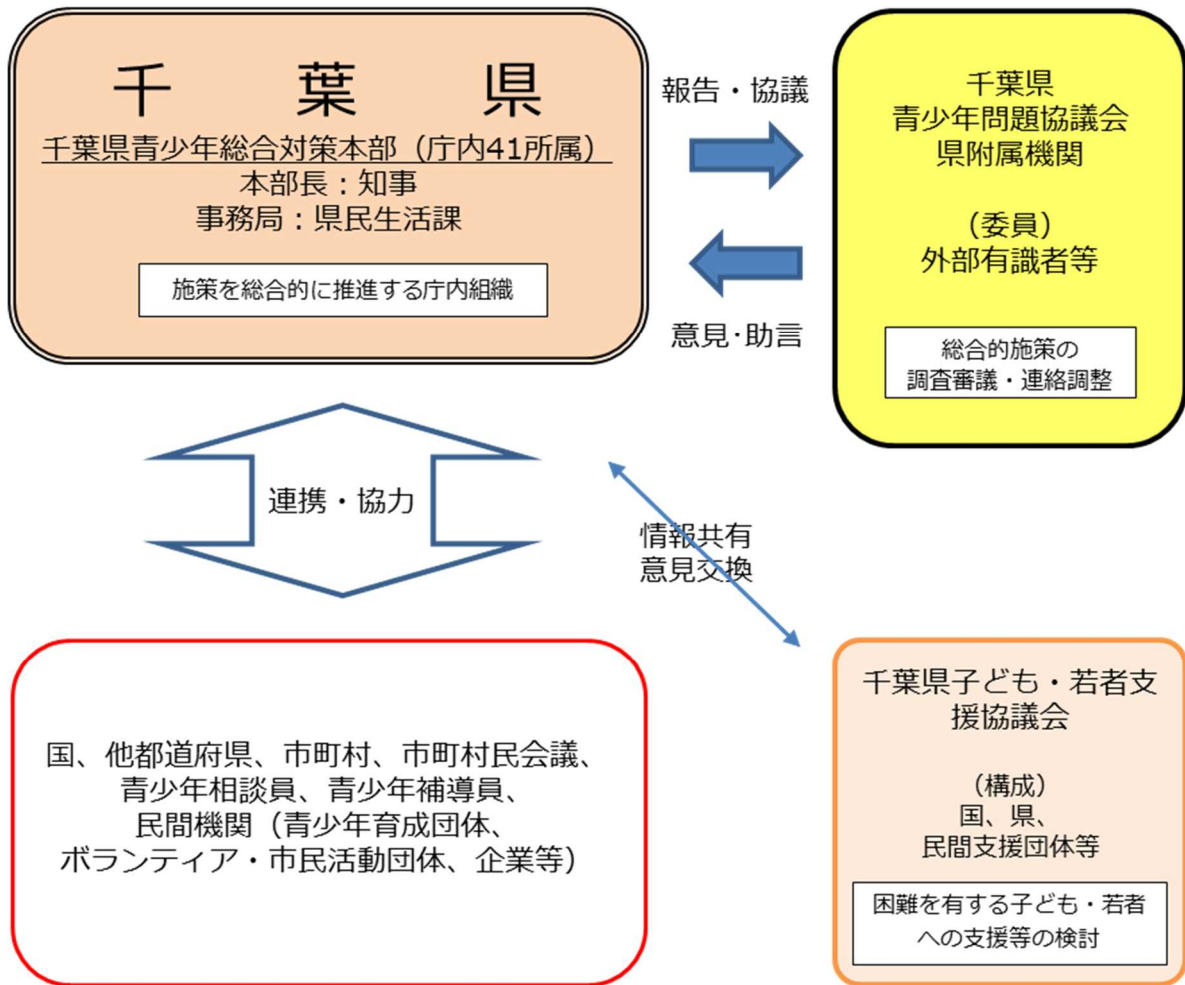 千　葉　県
千葉県青少年総合対策本部（庁内41所属）
本部長：知事
事務局：県民生活課
施策を総合的に推進する庁内組織
報告・協議
意見･助言
千葉県
青少年問題協議会
県附属機関
（委員）
外部有識者等
総合的施策の
調査審議・連絡調整
連携・協力
情報共有
意見交換
国、他都道府県、市町村、市町村民会議、
青少年相談員、青少年補導員、
民間機関（青少年育成団体、
ボランティア・市民活動団体、企業等）
千葉県子ども・若者支
援協議会
（構成）
国、県、
民間支援団体等
困難を有する子ども・若者
への支援等の検討